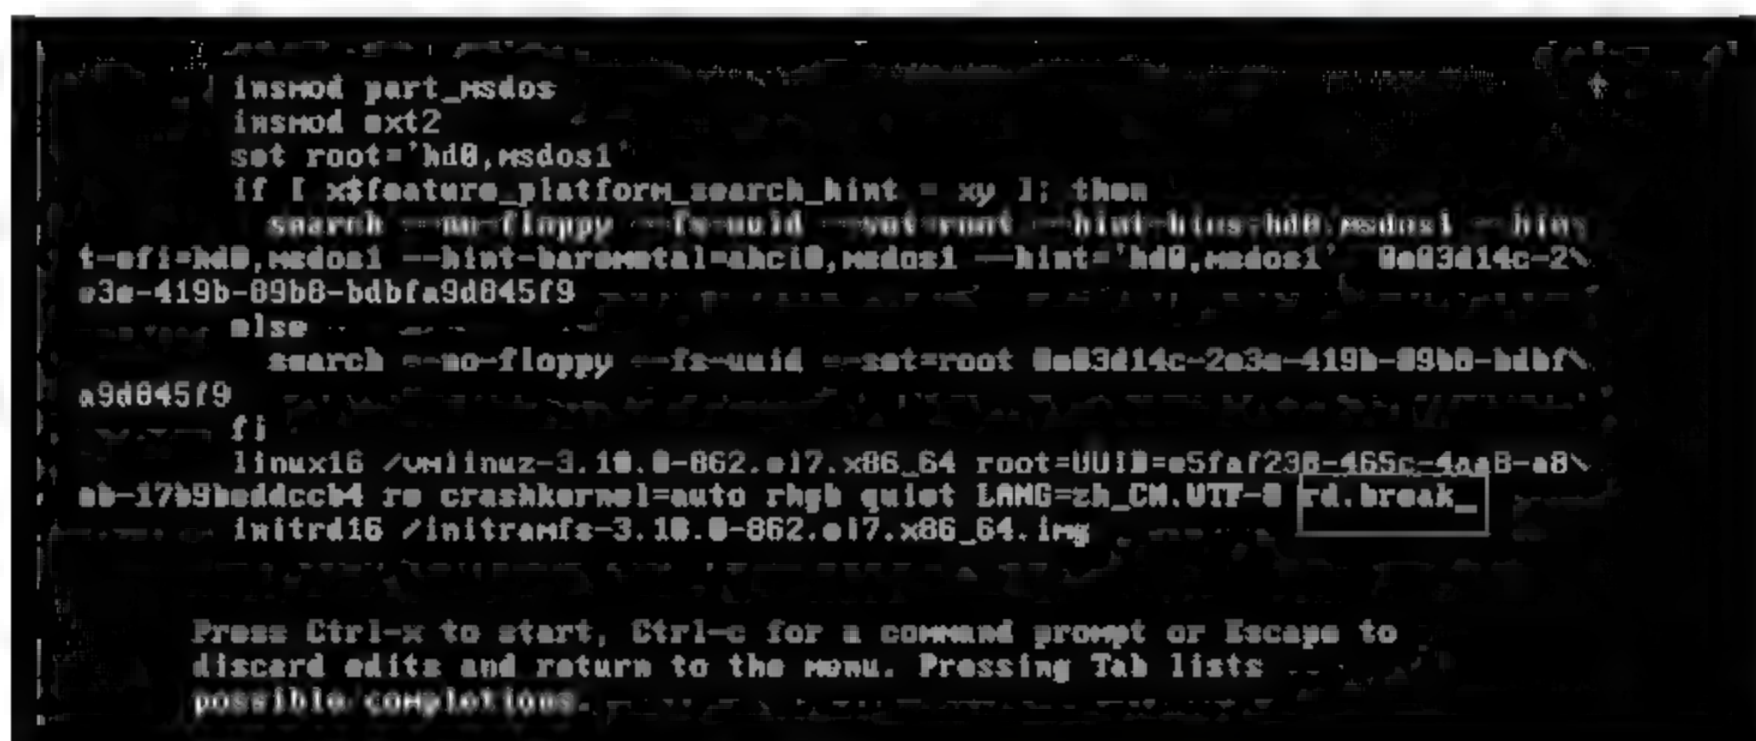 insmod part_msdos
insmod ext2
set root='hd0,msdos1'
if [ x$feature_platform_search_hint = xy ]; then
search --no-floppy --fs-uuid --set=root --hint-bios=hd0,msdos1 --hin\
t-efi=hd0,msdos1 --hint-baremetal=ahci0,msdos1 --hint='hd0,msdos1'  0e03d14c-2\
e3e-419b-89b8-bdbfa9d845f9
else
search --no-floppy --fs-uuid --set=root 0e03d14c-2e3e-419b-89b8-bdbf\
a9d845f9
fi
linux16 /vmlinuz-3.10.0-862.el7.x86_64 root=UUID=e5faf238-465c-4aa8-a8\
ab-17b9beddccb4 ro crashkernel=auto rhgb quiet LANG=zh_CN.UTF-8 rd.break_
initrd16 /initramfs-3.10.0-862.el7.x86_64.img
Press Ctrl-x to start, Ctrl-c for a command prompt or Escape to
discard edits and return to the menu. Pressing Tab lists
possible completions.